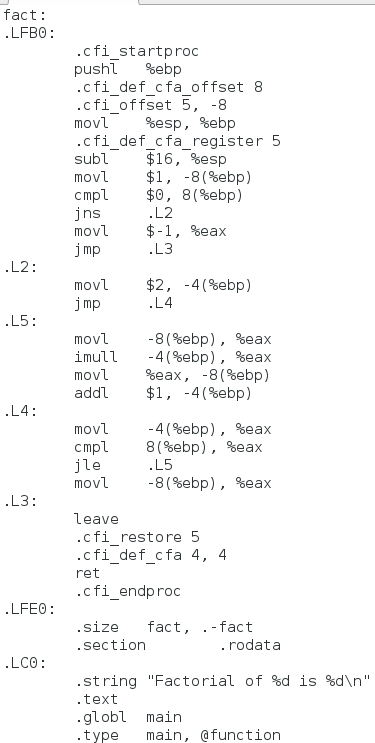 fact:
.LFB0:
.cfi_startproc
pushl %ebp
.cfi_def_cfa_offset 8
.cfi_offset 5, -8
movl %esp, %ebp
.cfi_def_cfa_register 5
subl $16, %esp
movl $1, -8(%ebp)
cmpl $0, 8(%ebp)
jns .L2
movl $-1, %eax
jmp .L3
.L2:
movl $2, -4(%ebp)
jmp .L4
.L5:
movl -8(%ebp), %eax
imull -4(%ebp), %eax
movl %eax, -8(%ebp)
addl $1, -4(%ebp)
.L4:
movl -4(%ebp), %eax
cmpl 8(%ebp), %eax
jle .L5
movl -8(%ebp), %eax
.L3:
leave
.cfi_restore 5
.cfi_def_cfa 4, 4
ret
.cfi_endproc
.LFE0:
.size fact, .-fact
.section .rodata
.LC0:
.string "Factorial of %d is %d\n"
.text
.globl main
.type main, @function